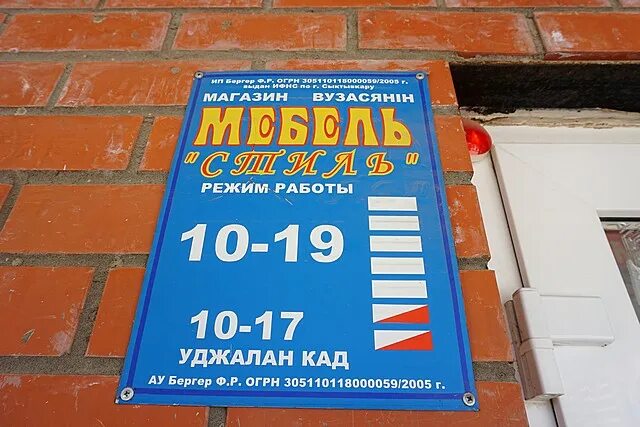 ИП Бергер Ф.Р. ОГРН 305110118000059/2005 г.
выдан ИФНС по г. Сыктывкару
МАГАЗИН ВУЗАСЯНІН
МЕБЕЛЬ
"СТИЛЬ"
РЕЖИМ РАБОТЫ
10-19
10-17
УДЖАЛАН КАД
АУ Бергер Ф.Р. ОГРН 305110118000059/2005 г.